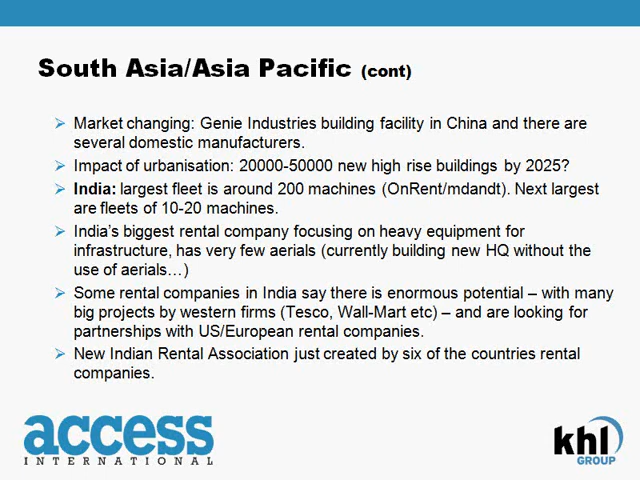 South Asia/Asia Pacific (cont)
➢ Market changing: Genie Industries building facility in China and there are
several domestic manufacturers.
➢ Impact of urbanisation: 20000-50000 new high rise buildings by 2025?
➢ India: largest fleet is around 200 machines (OnRent/mdandt). Next largest
are fleets of 10-20 machines.
➢ India’s biggest rental company focusing on heavy equipment for
infrastructure, has very few aerials (currently building new HQ without the
use of aerials…)
➢ Some rental companies in India say there is enormous potential – with many
big projects by western firms (Tesco, Wal-Mart etc) – and are looking for
partnerships with US/European rental companies.
➢ New Indian Rental Association just created by six of the countries rental
companies.
access
INTERNATIONAL
khl
GROUP